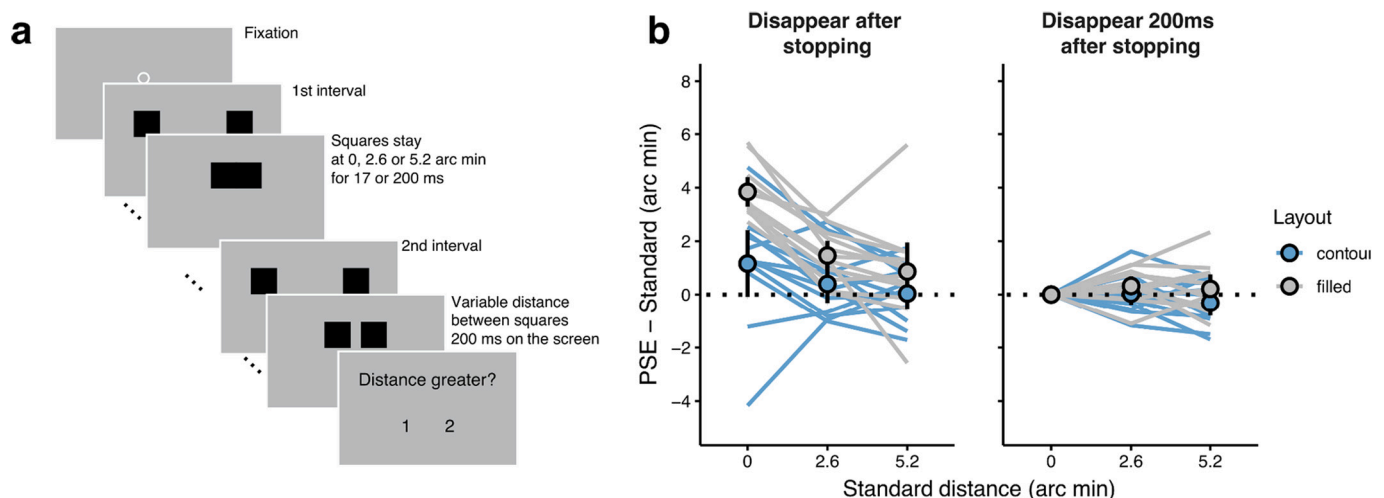 a
Fixation
1st interval
Squares stay
at 0, 2.6 or 5.2 arc min
for 17 or 200 ms
2nd interval
Variable distance
between squares
200 ms on the screen
Distance greater?
1 2
b
Disappear after
stopping
Disappear 200ms
after stopping
PSE − Standard (arc min)
8
6
4
2
0
−2
−4
0 2.6 5.2
0 2.6 5.2
Standard distance (arc min)
Layout
contour
filled